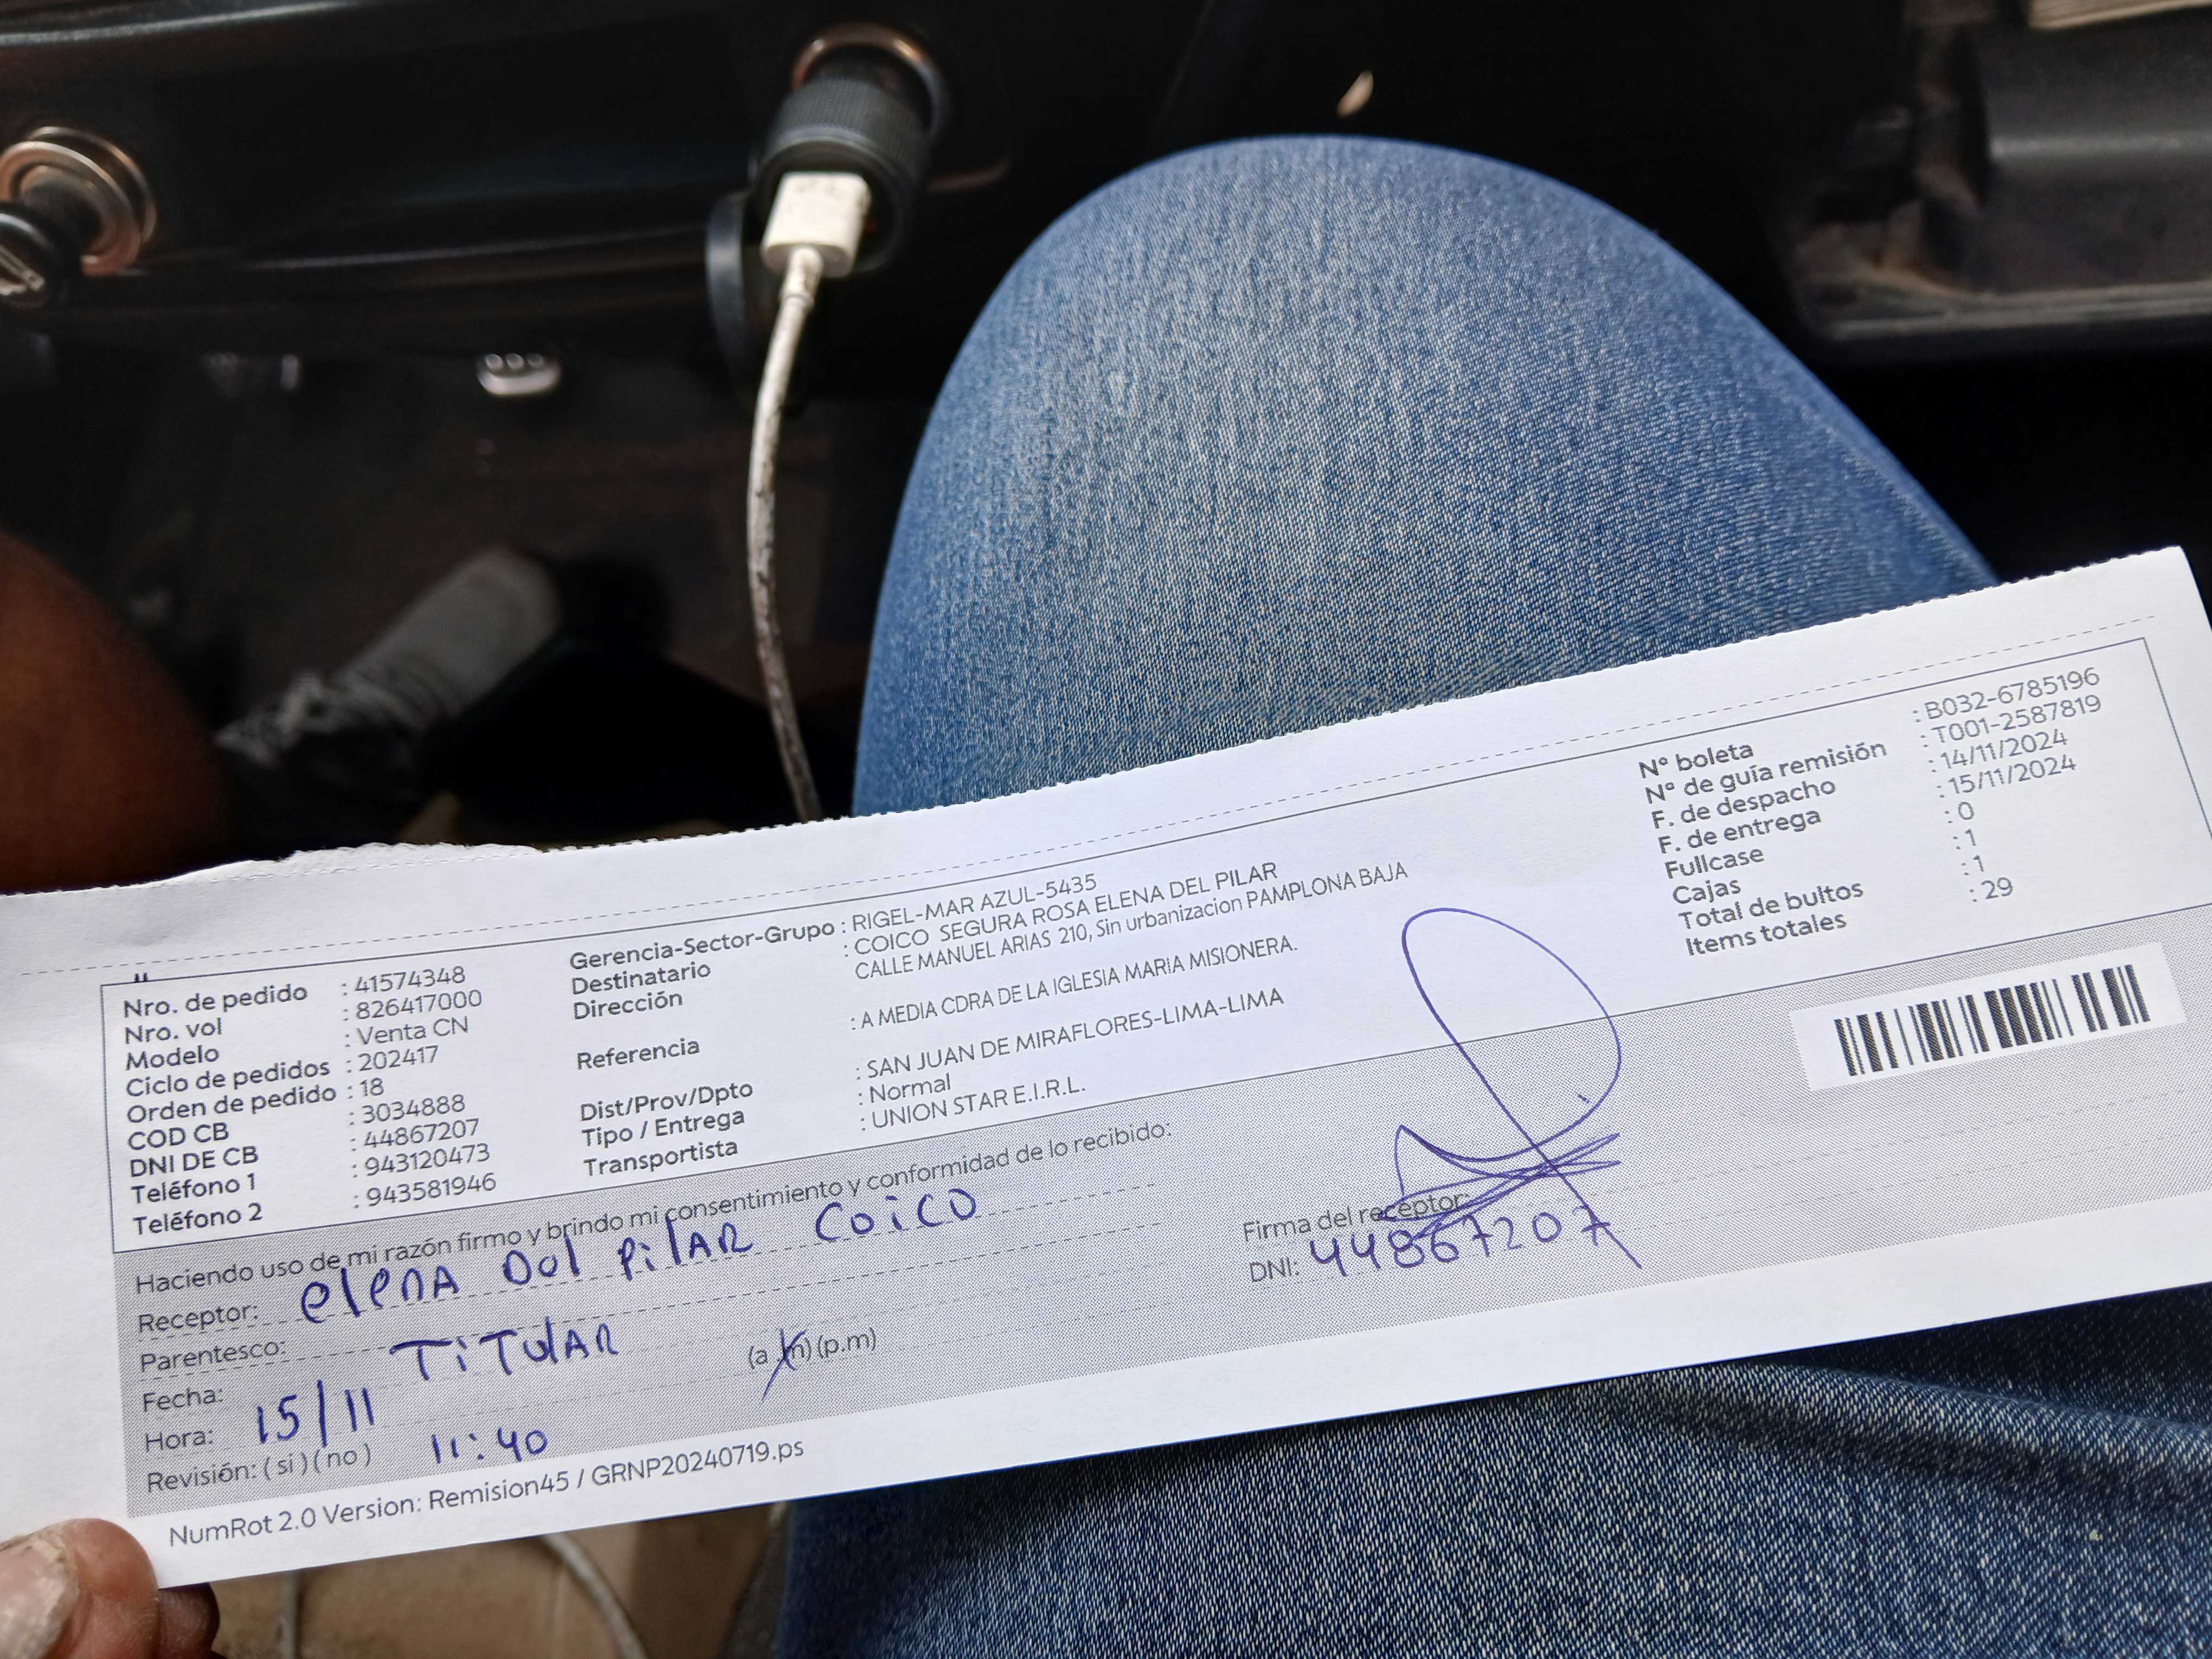 Nro. de pedido : 41574348
Nro. vol : 826417000
Modelo : Venta CN
Ciclo de pedidos : 202417
Orden de pedido : 18
COD CB : 3034888
DNI DE CB : 44867207
Teléfono 1 : 943120473
Teléfono 2 : 943581946
Gerencia-Sector-Grupo : RIGEL-MAR AZUL-5435
Destinatario : COICO SEGURA ROSA ELENA DEL PILAR
Dirección CALLE MANUEL ARIAS 210, Sin urbanizacion PAMPLONA BAJA
Referencia : A MEDIA CDRA DE LA IGLESIA MARIA MISIONERA.
Dist/Prov/Dpto : SAN JUAN DE MIRAFLORES-LIMA-LIMA
Tipo / Entrega : Normal
Transportista : UNION STAR E.I.R.L.
N° boleta : B032-6785196
N° de guía remisión : T001-2587819
F. de despacho : 14/11/2024
F. de entrega : 15/11/2024
Fullcase : 0
Cajas : 1
Total de bultos : 1
Items totales : 29
Haciendo uso de mi razón firmo y brindo mi consentimiento y conformidad de lo recibido:
Receptor: elenA Del PilAR COiCO
Parentesco: TiTulAR
Fecha: 15/11
Hora: 11:40 (a.m) (p.m)
Revisión: ( si ) ( no )
Firma del receptor:
DNI: 44867207
NumRot 2.0 Version: Remision45 / GRNP20240719.ps